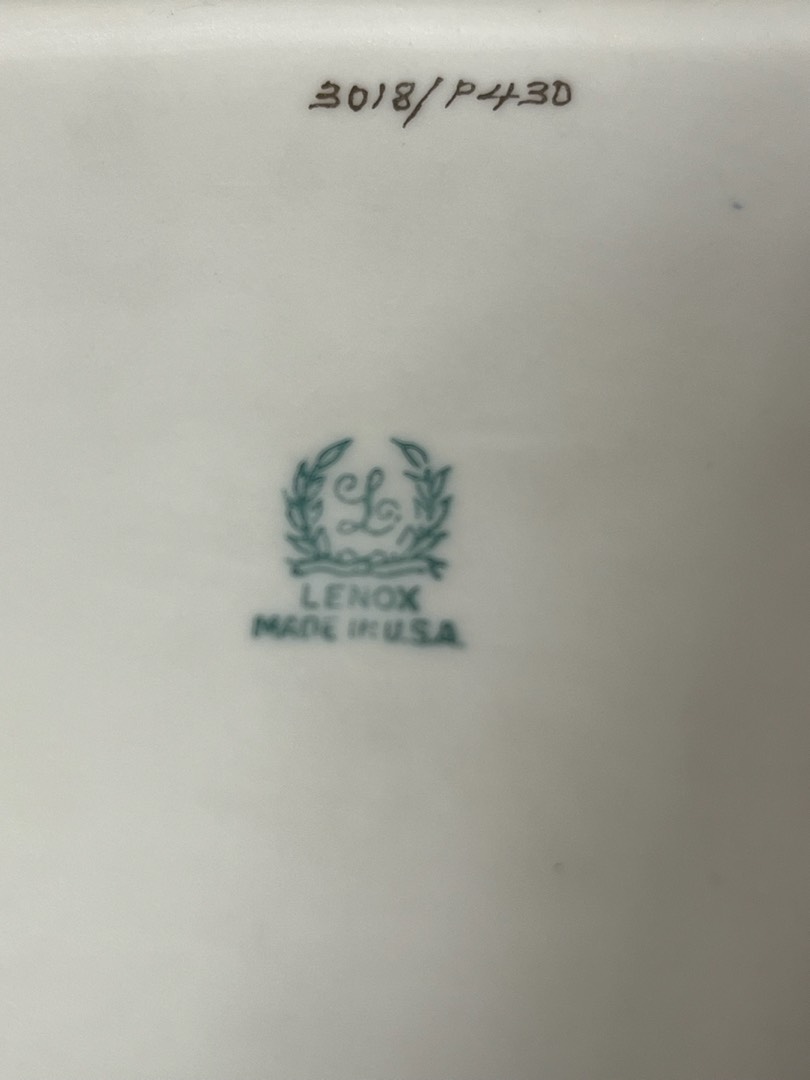 3018/P430
L
LENOX
MADE IN U.S.A.